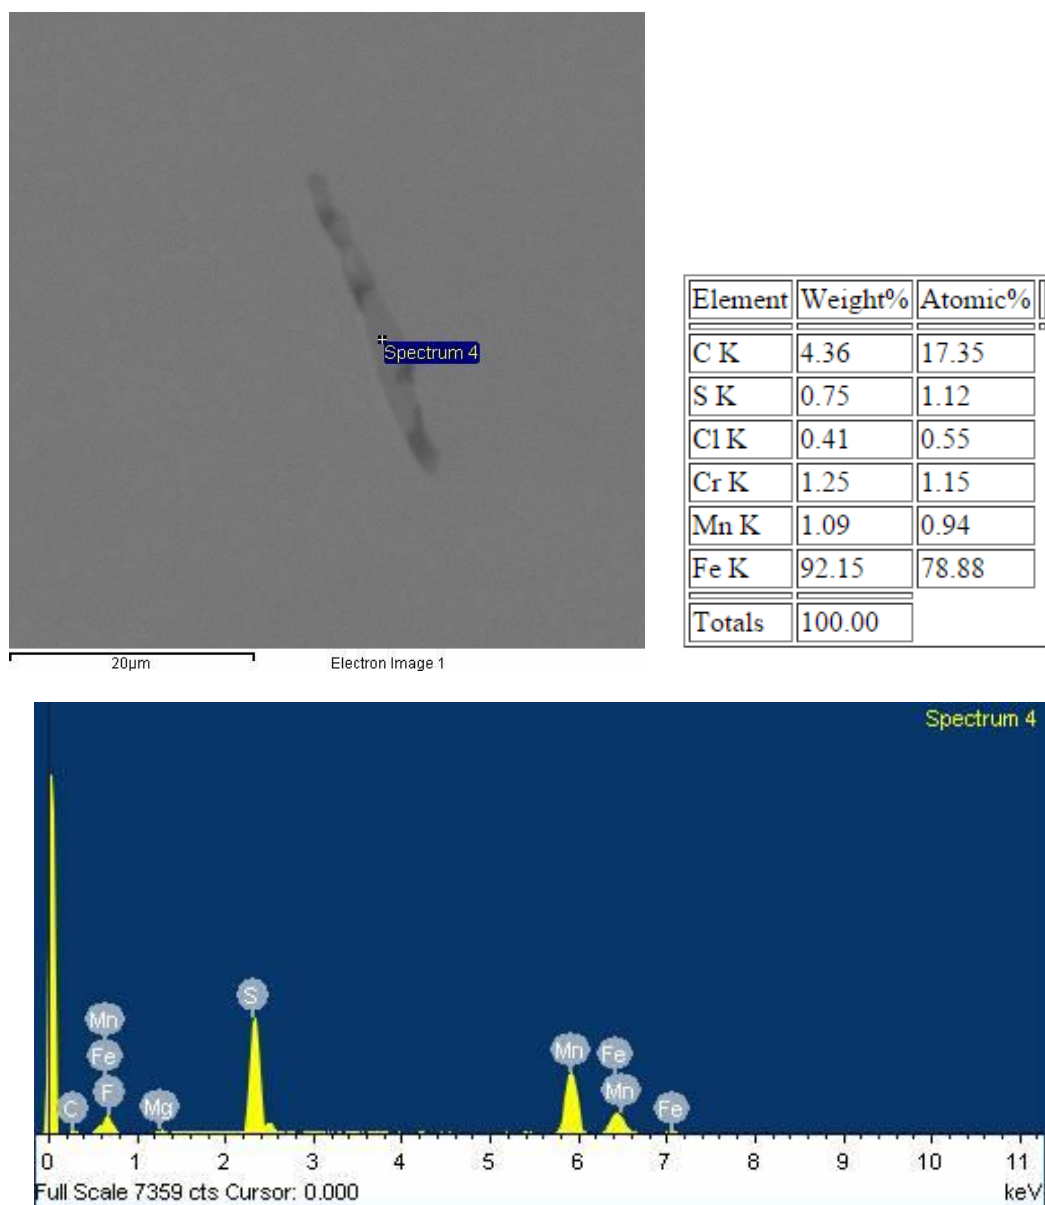 Spectrum 4
20µm
Electron Image 1
Element Weight% Atomic%
C K 4.36 17.35
S K 0.75 1.12
Cl K 0.41 0.55
Cr K 1.25 1.15
Mn K 1.09 0.94
Fe K 92.15 78.88
Totals 100.00
Spectrum 4
S
Mn
Mn Fe
Fe
F Mn
C Mg Fe
0 1 2 3 4 5 6 7 8 9 10 11
Full Scale 7359 cts Cursor: 0.000 keV